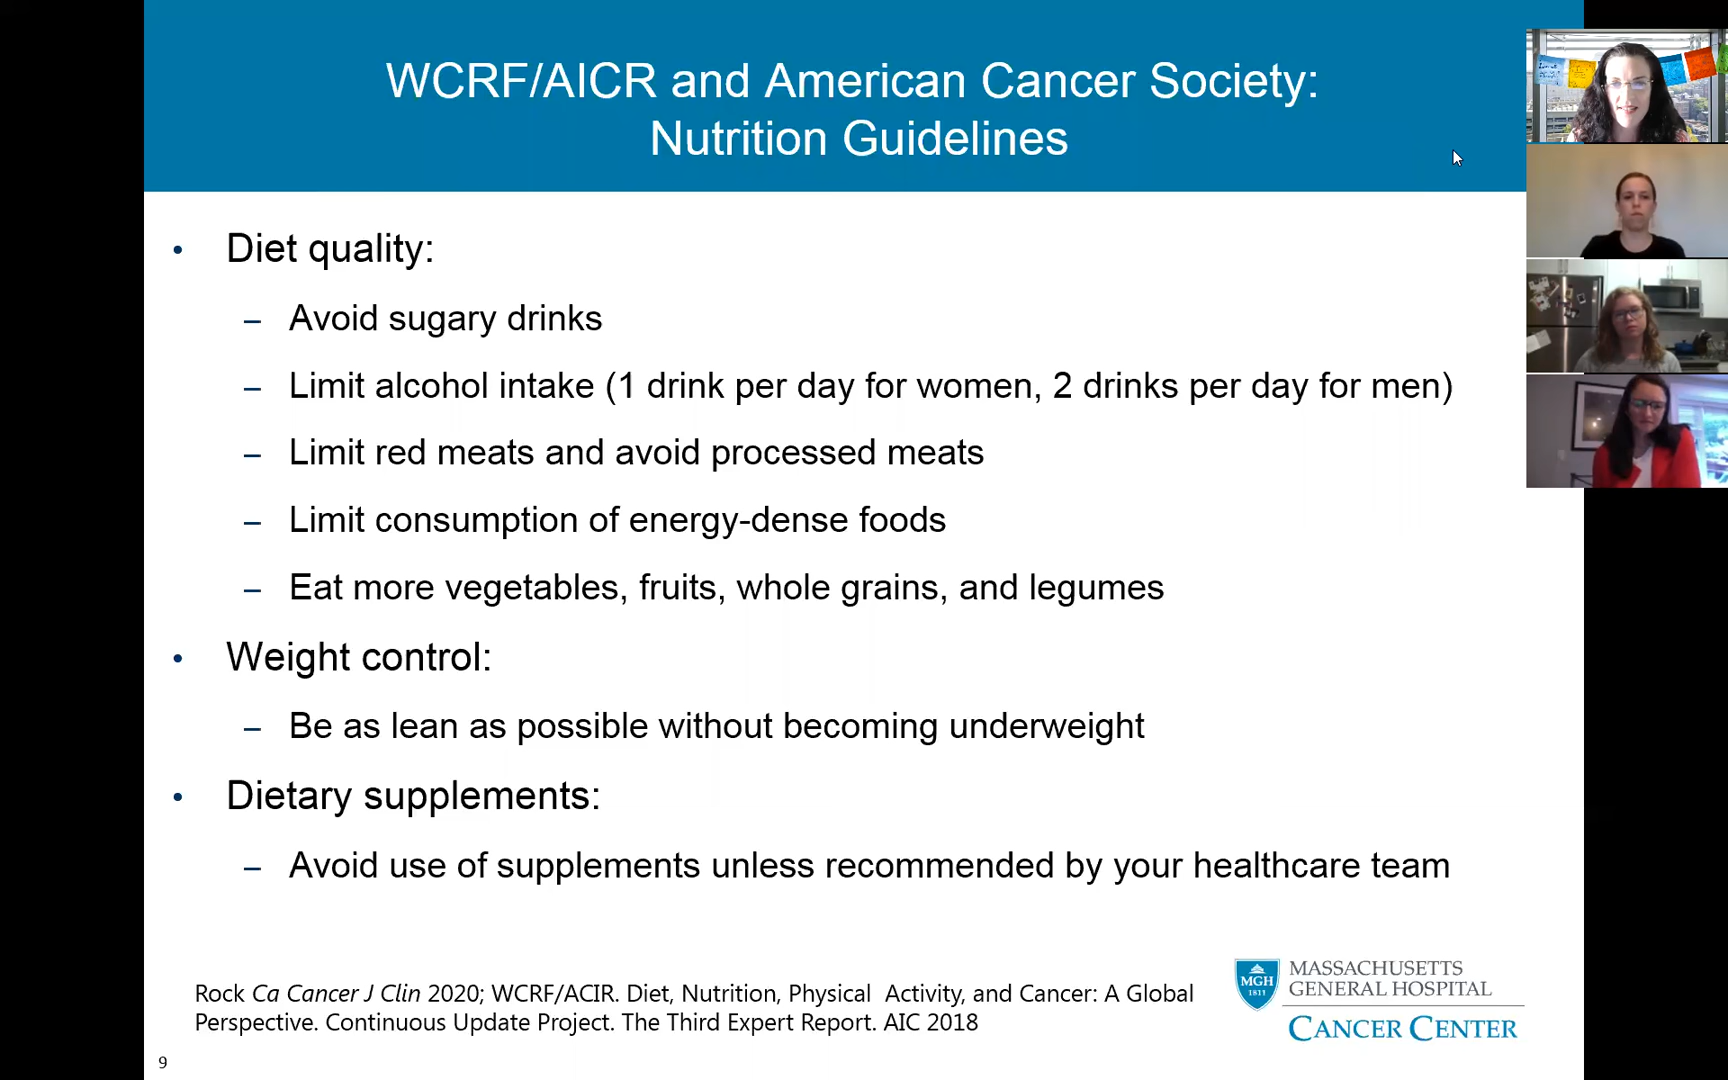 WCRF/AICR and American Cancer Society:
Nutrition Guidelines
• Diet quality:
– Avoid sugary drinks
– Limit alcohol intake (1 drink per day for women, 2 drinks per day for men)
– Limit red meats and avoid processed meats
– Limit consumption of energy-dense foods
– Eat more vegetables, fruits, whole grains, and legumes
• Weight control:
– Be as lean as possible without becoming underweight
• Dietary supplements:
– Avoid use of supplements unless recommended by your healthcare team
Rock Ca Cancer J Clin 2020; WCRF/ACIR. Diet, Nutrition, Physical Activity, and Cancer: A Global
Perspective. Continuous Update Project. The Third Expert Report. AIC 2018
MGH
1811
MASSACHUSETTS
GENERAL HOSPITAL
CANCER CENTER
9